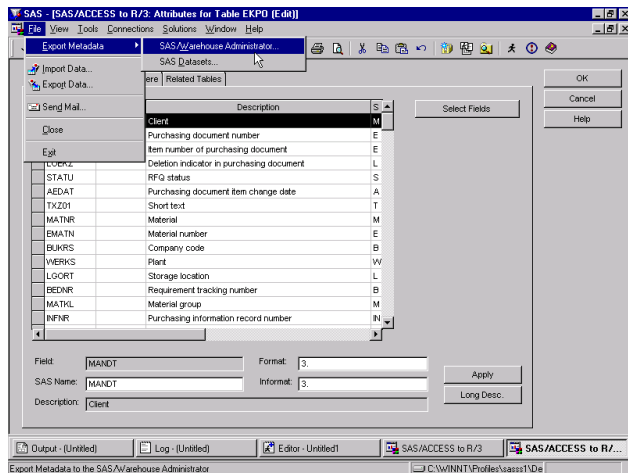 SAS - [SAS/ACCESS to R/3: Attributes for Table EKPO (Edit)]
File View Tools Connections Solutions Window Help
Export Metadata
SAS/Warehouse Administrator...
SAS Datasets...
Import Data...
Export Data...
Send Mail...
Close
Exit
ere Related Tables
OK
Cancel
Help
Select Fields
Description S
Client M
Purchasing document number E
Item number of purchasing document E
LOEKZ Deletion indicator in purchasing document L
STATU RFQ status S
AEDAT Purchasing document item change date A
TXZ01 Short text T
MATNR Material M
EMATN Material number E
BUKRS Company code B
WERKS Plant W
LGORT Storage location L
BEDNR Requirement tracking number B
MATKL Material group M
INFNR Purchasing information record number IN
Field: MANDT Format: 3.
SAS Name: MANDT Informat: 3.
Description: Client
Apply
Long Desc.
Output - (Untitled) Log - (Untitled) Editor - Untitled1 SAS/ACCESS to R/3 SAS/ACCESS to R/...
Export Metadata to the SAS/Warehouse Administrator C:\WINNT\Profiles\sasss1\De